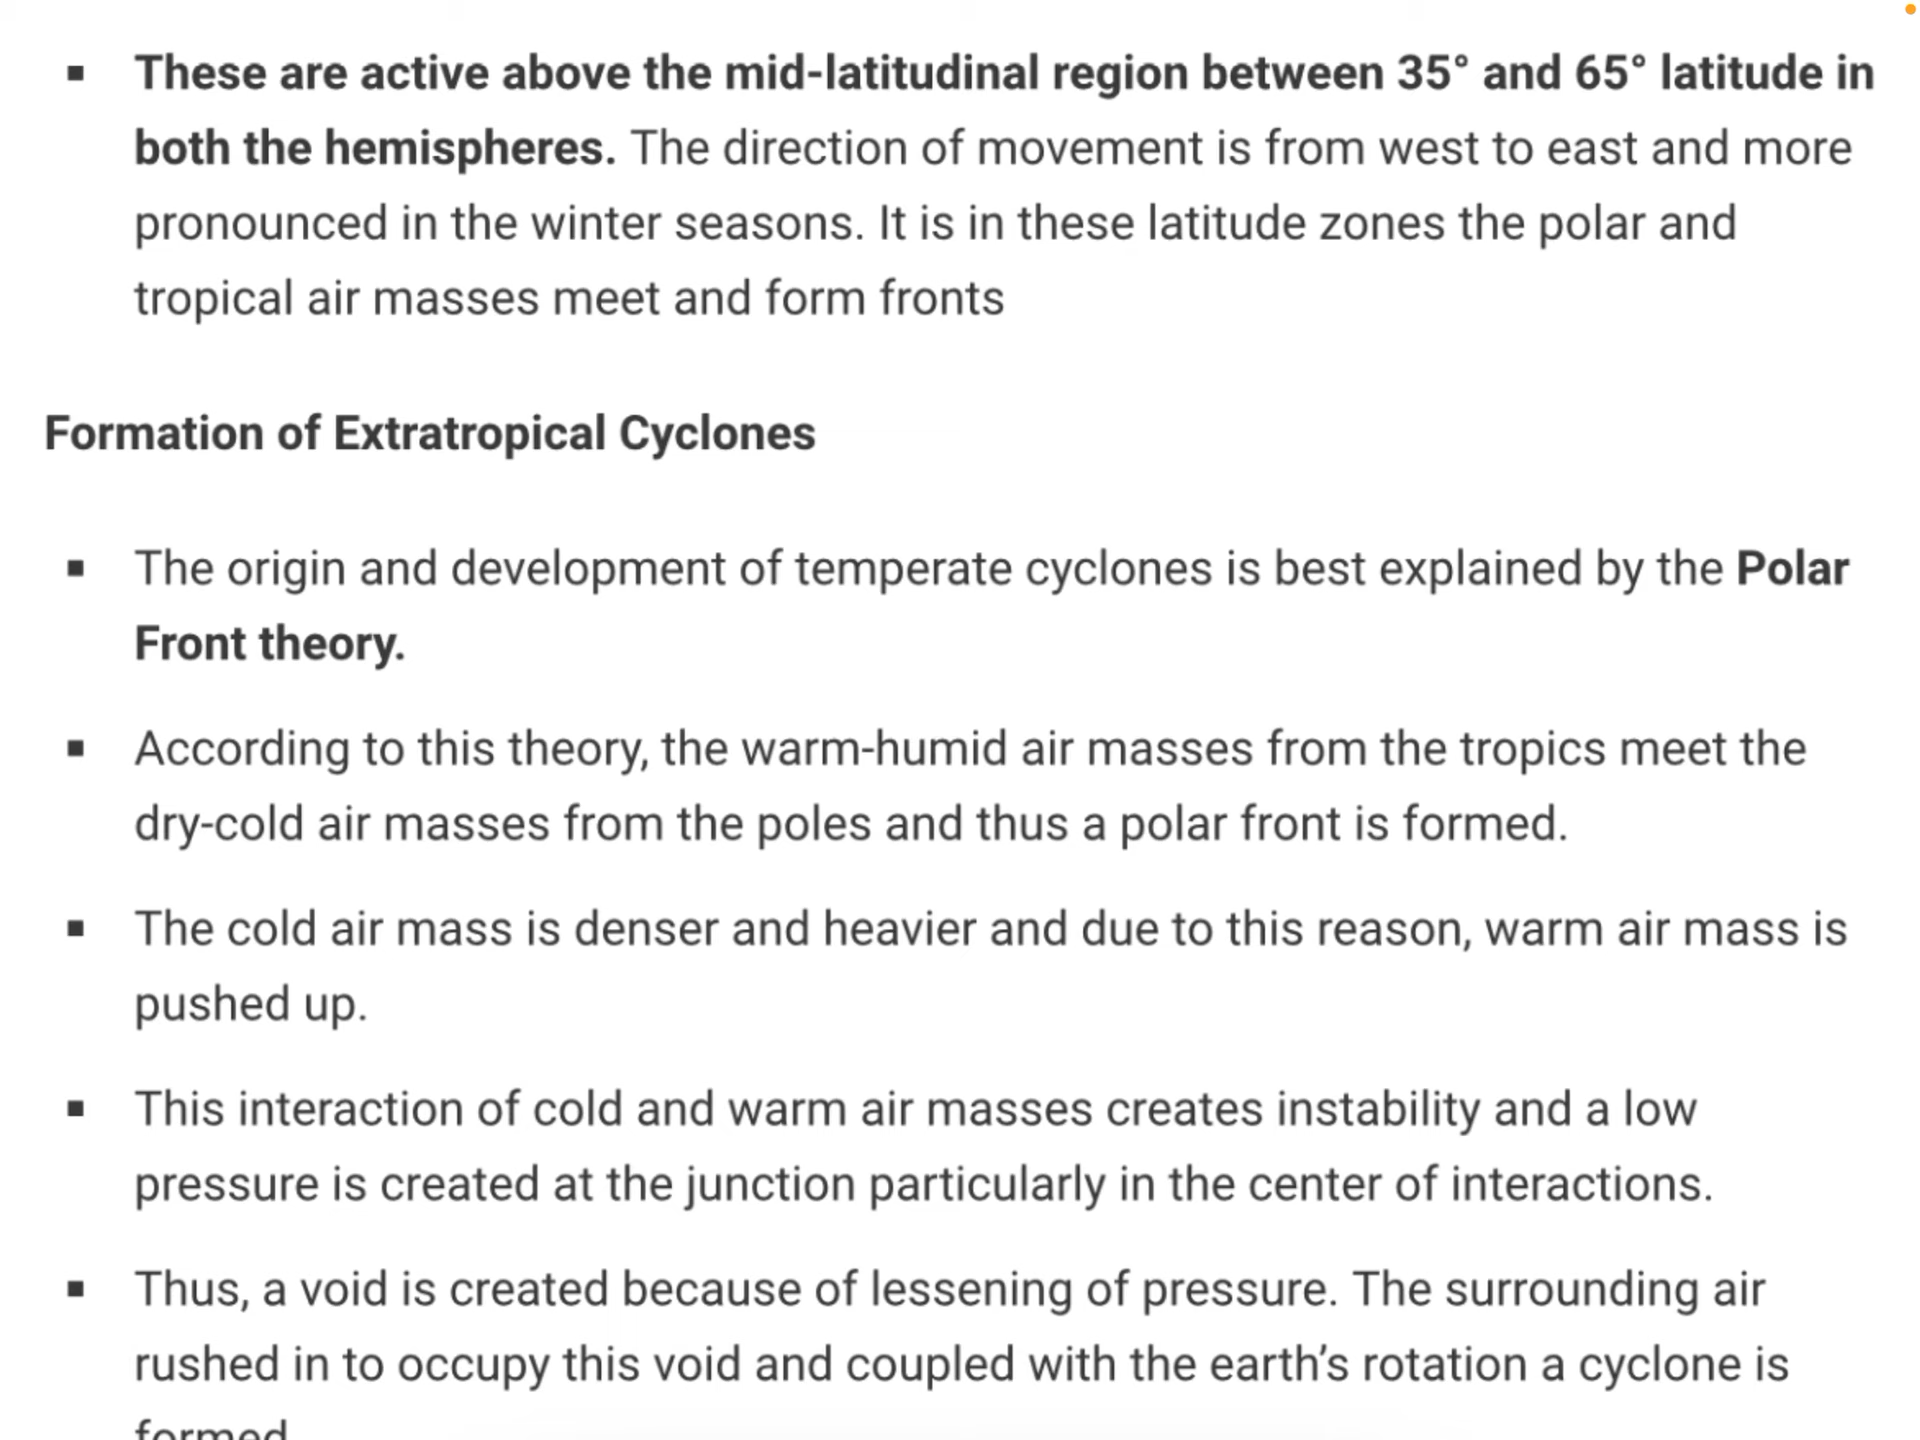 ▪ These are active above the mid-latitudinal region between 35° and 65° latitude in
both the hemispheres. The direction of movement is from west to east and more
pronounced in the winter seasons. It is in these latitude zones the polar and
tropical air masses meet and form fronts
Formation of Extratropical Cyclones
▪ The origin and development of temperate cyclones is best explained by the Polar
Front theory.
▪ According to this theory, the warm-humid air masses from the tropics meet the
dry-cold air masses from the poles and thus a polar front is formed.
▪ The cold air mass is denser and heavier and due to this reason, warm air mass is
pushed up.
▪ This interaction of cold and warm air masses creates instability and a low
pressure is created at the junction particularly in the center of interactions.
▪ Thus, a void is created because of lessening of pressure. The surrounding air
rushed in to occupy this void and coupled with the earth’s rotation a cyclone is
formed